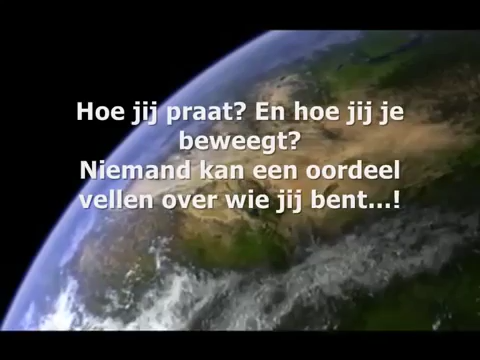 Hoe jij praat? En hoe jij je
beweegt?
Niemand kan een oordeel
vellen over wie jij bent...!